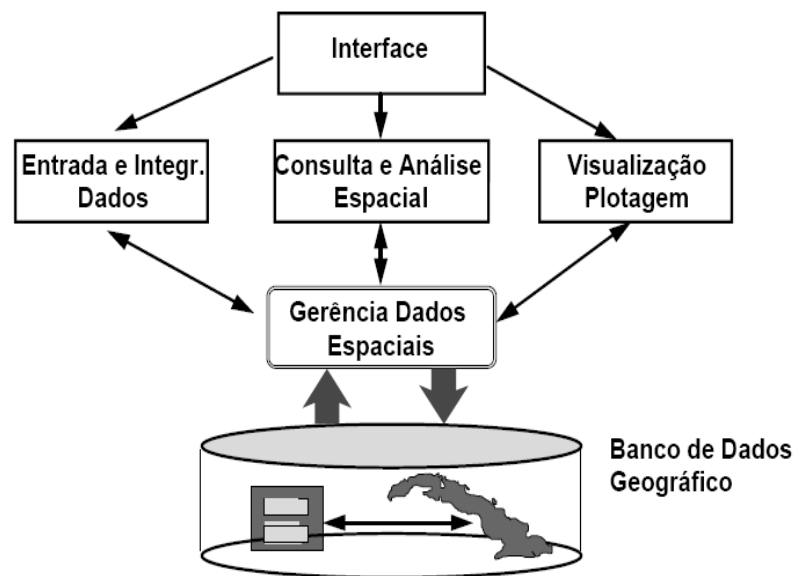 Interface
Entrada e Integr.
Dados
Consulta e Análise
Espacial
Visualização
Plotagem
Gerência Dados
Espaciais
Banco de Dados
Geográfico